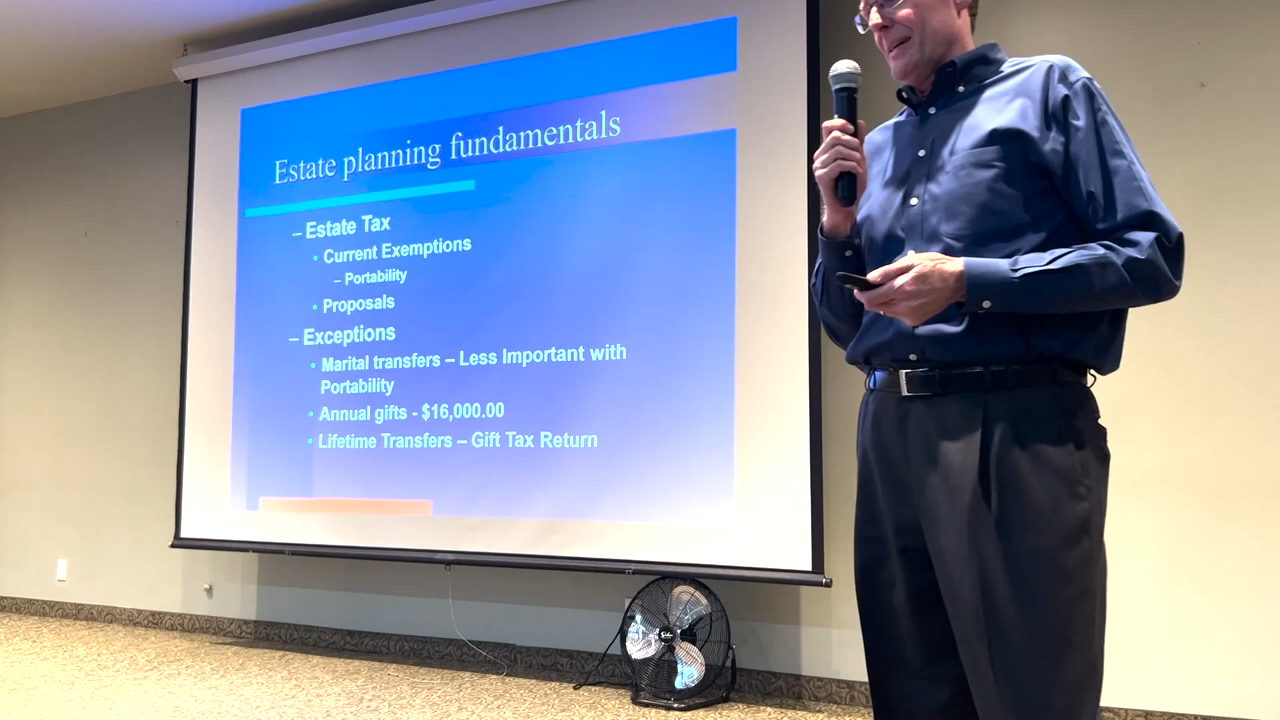 Estate planning fundamentals
– Estate Tax
• Current Exemptions
– Portability
• Proposals
– Exceptions
• Marital transfers – Less Important with
Portability
• Annual gifts - $16,000.00
• Lifetime Transfers – Gift Tax Return